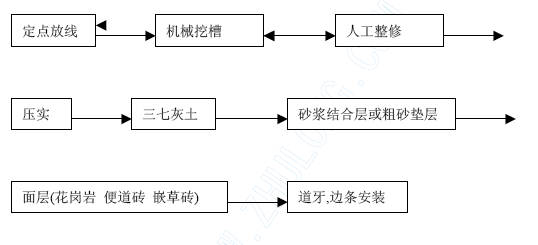 定点放线 机械挖槽 人工整修
压实 三七灰土 砂浆结合层或粗砂垫层
面层(花岗岩 便道砖 嵌草砖) 道牙,边条安装